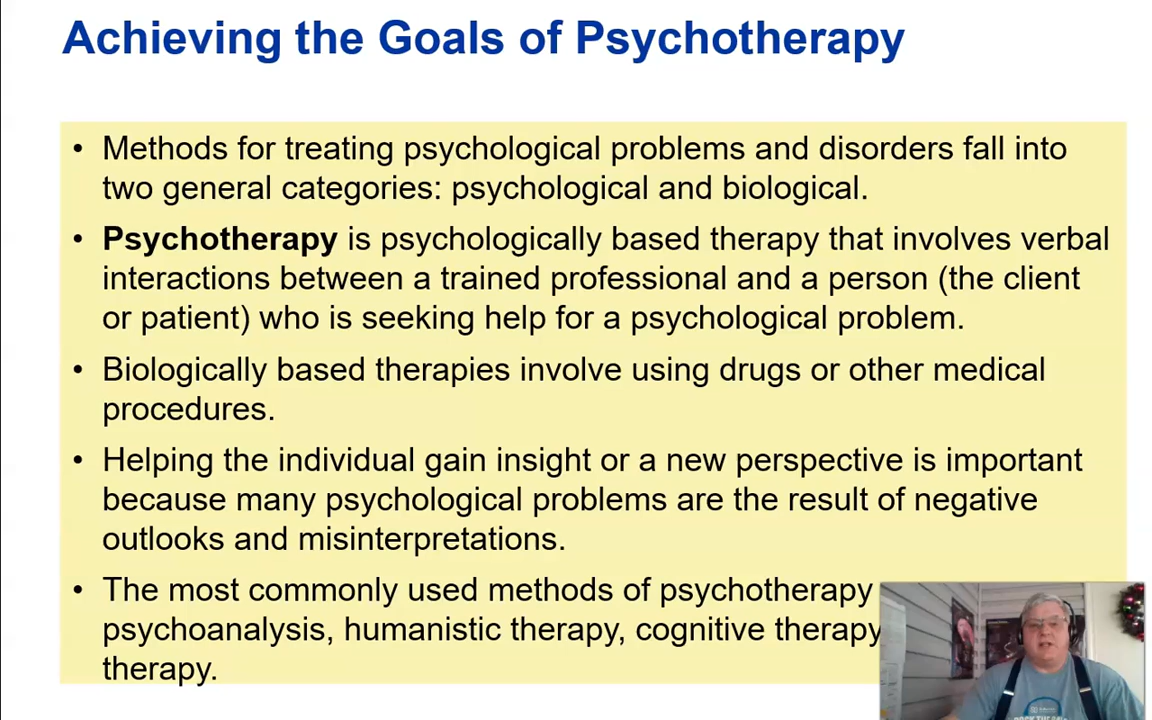 Achieving the Goals of Psychotherapy
• Methods for treating psychological problems and disorders fall into
two general categories: psychological and biological.
• Psychotherapy is psychologically based therapy that involves verbal
interactions between a trained professional and a person (the client
or patient) who is seeking help for a psychological problem.
• Biologically based therapies involve using drugs or other medical
procedures.
• Helping the individual gain insight or a new perspective is important
because many psychological problems are the result of negative
outlooks and misinterpretations.
• The most commonly used methods of psychotherapy
psychoanalysis, humanistic therapy, cognitive therapy
therapy.